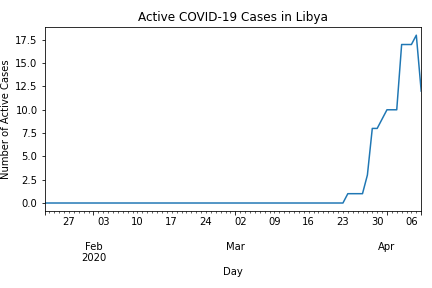 Active COVID-19 Cases in Libya
Number of Active Cases
17.5
15.0
12.5
10.0
7.5
5.0
2.5
0.0
27 03 10 17 24 02 09 16 23 30 06
Feb Mar Apr
2020
Day